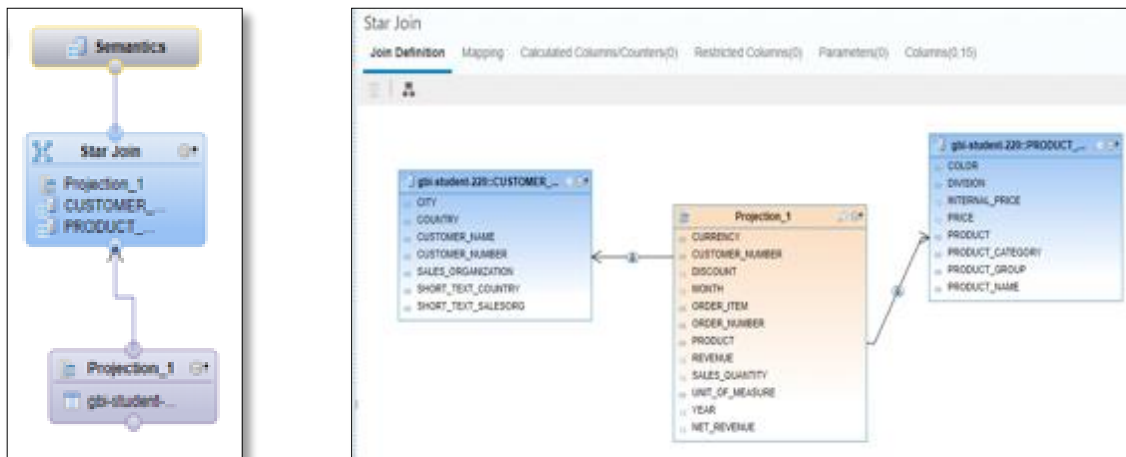 Semantics
Star Join
Projection_1
CUSTOMER_...
PRODUCT_...
Projection_1
gbi-student-...
Star Join
Join Definition Mapping Calculated Columns/Counters(0) Restricted Columns(0) Parameters(0) Columns(0,15)
gbi-student-220::CUSTOMER_...
CITY
COUNTRY
CUSTOMER_NAME
CUSTOMER_NUMBER
SALES_ORGANIZATION
SHORT_TEXT_COUNTRY
SHORT_TEXT_SALESORG
Projection_1
CURRENCY
CUSTOMER_NUMBER
DISCOUNT
MONTH
ORDER_ITEM
ORDER_NUMBER
PRODUCT
REVENUE
SALES_QUANTITY
UNIT_OF_MEASURE
YEAR
NET_REVENUE
gbi-student-220::PRODUCT_...
COLOR
DIVISION
INTERNAL_PRICE
PRICE
PRODUCT
PRODUCT_CATEGORY
PRODUCT_GROUP
PRODUCT_NAME